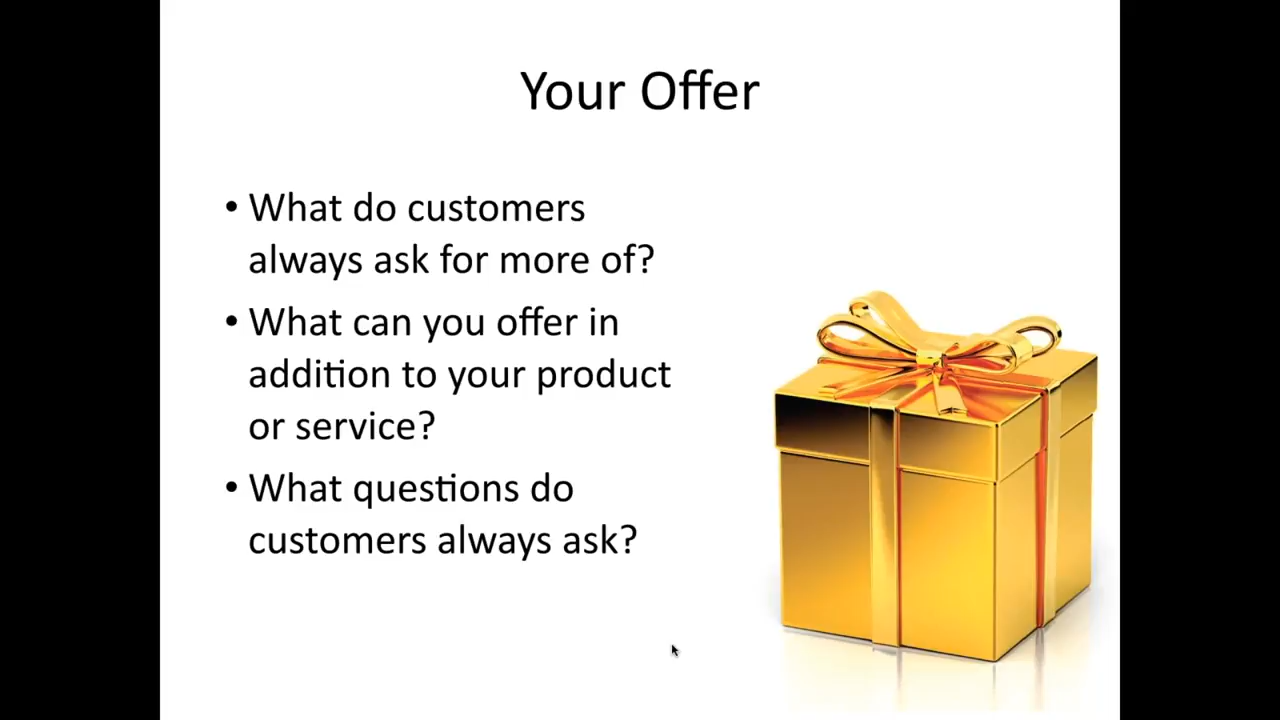 Your Offer
• What do customers
always ask for more of?
• What can you offer in
addition to your product
or service?
• What questions do
customers always ask?